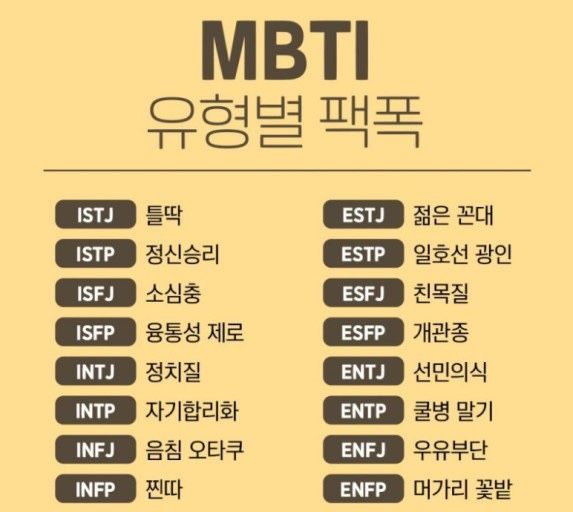 MBTI
유형별 팩폭
ISTJ 틀딱
ISTP 정신승리
ISFJ 소심충
ISFP 융통성 제로
INTJ 정치질
INTP 자기합리화
INFJ 음침 오타쿠
INFP 찐따
ESTJ 젊은 꼰대
ESTP 일호선 광인
ESFJ 친목질
ESFP 개관종
ENTJ 선민의식
ENTP 쿨병 말기
ENFJ 우유부단
ENFP 머가리 꽃밭